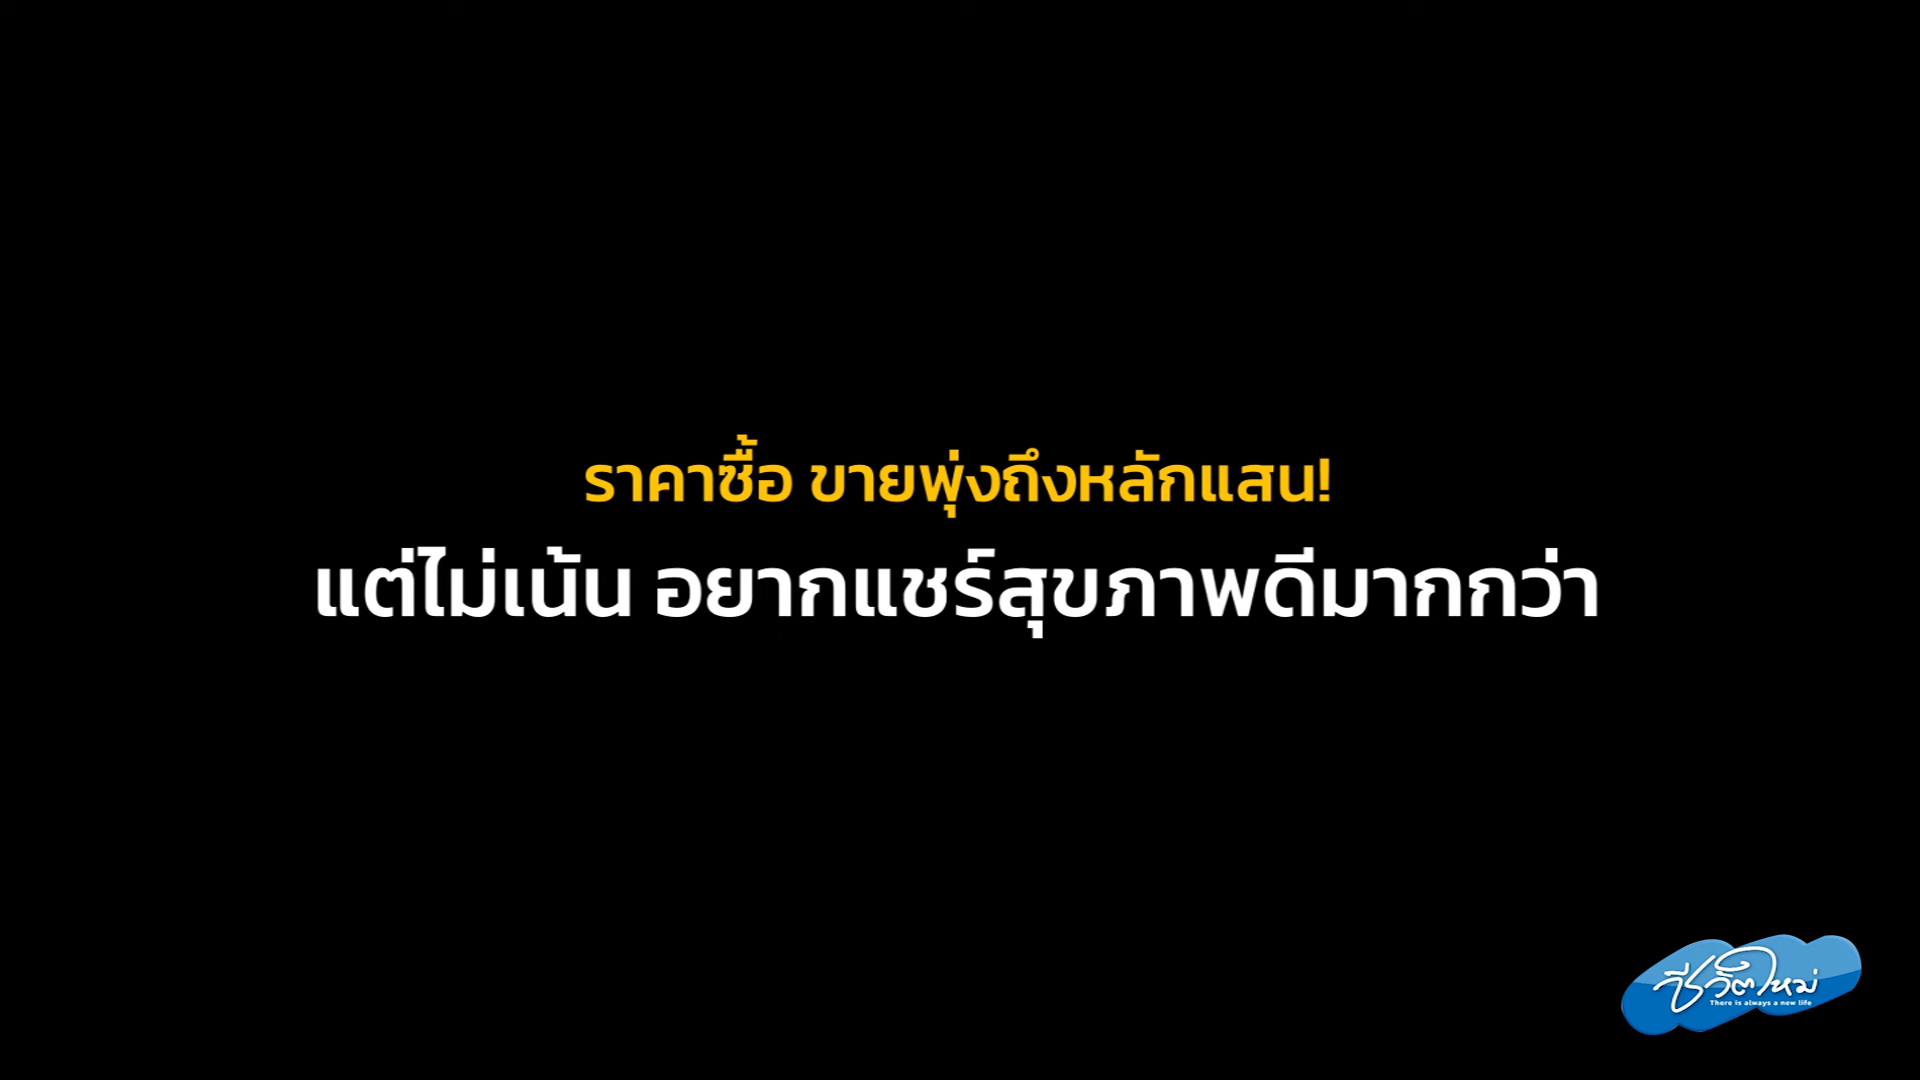 ราคาซื้อ ขายพุ่งถึงหลักแสน!
แต่ไม่เน้น อยากแชร์สุขภาพดีมากกว่า
ชีวิตใหม่
There is always a new life